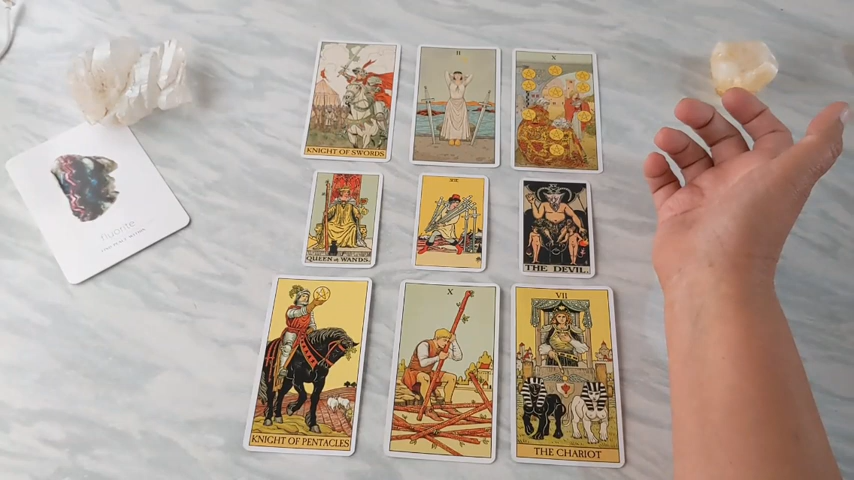 KNIGHT OF SWORDS
II
X
fluorite
QUEEN of WANDS.
THE DEVIL.
X
VII
KNIGHT OF PENTACLES
THE CHARIOT